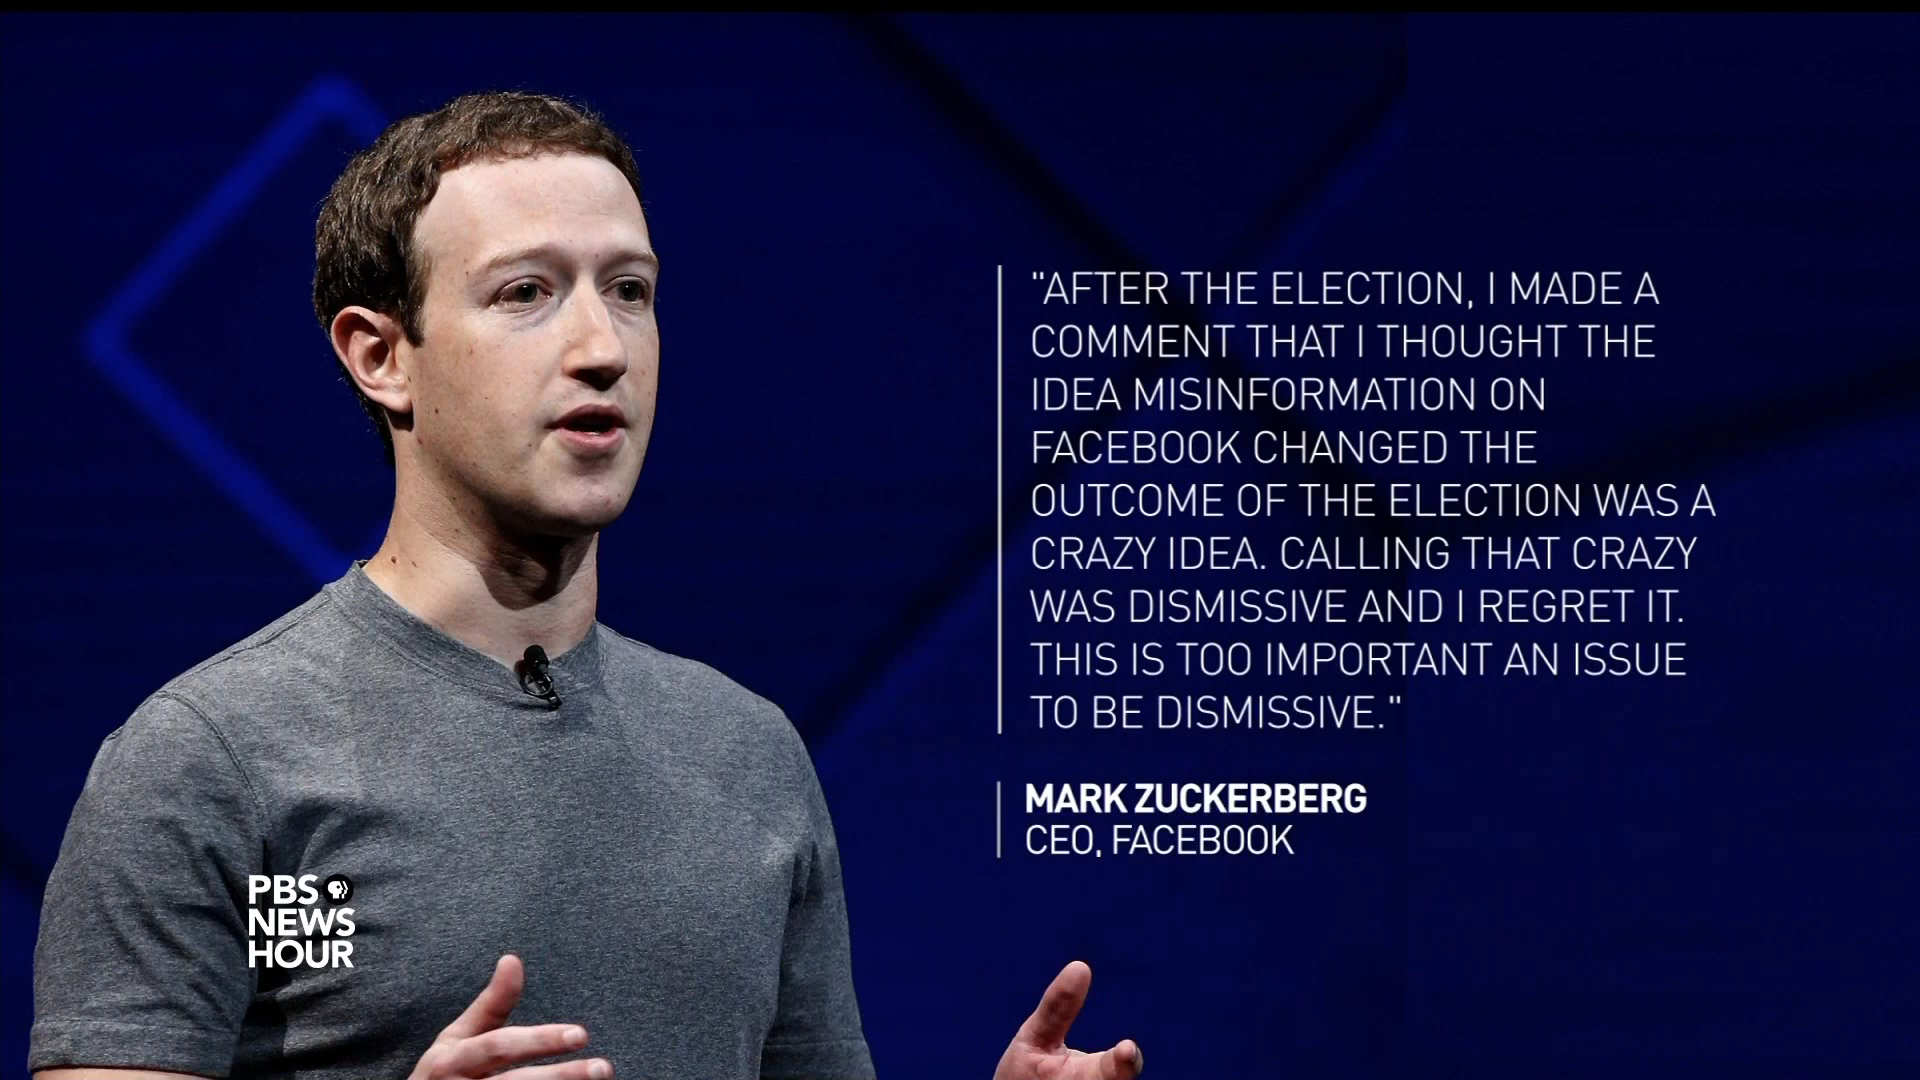 "AFTER THE ELECTION, I MADE A
COMMENT THAT I THOUGHT THE
IDEA MISINFORMATION ON
FACEBOOK CHANGED THE
OUTCOME OF THE ELECTION WAS A
CRAZY IDEA. CALLING THAT CRAZY
WAS DISMISSIVE AND I REGRET IT.
THIS IS TOO IMPORTANT AN ISSUE
TO BE DISMISSIVE."
MARK ZUCKERBERG
CEO, FACEBOOK
PBS
NEWS
HOUR